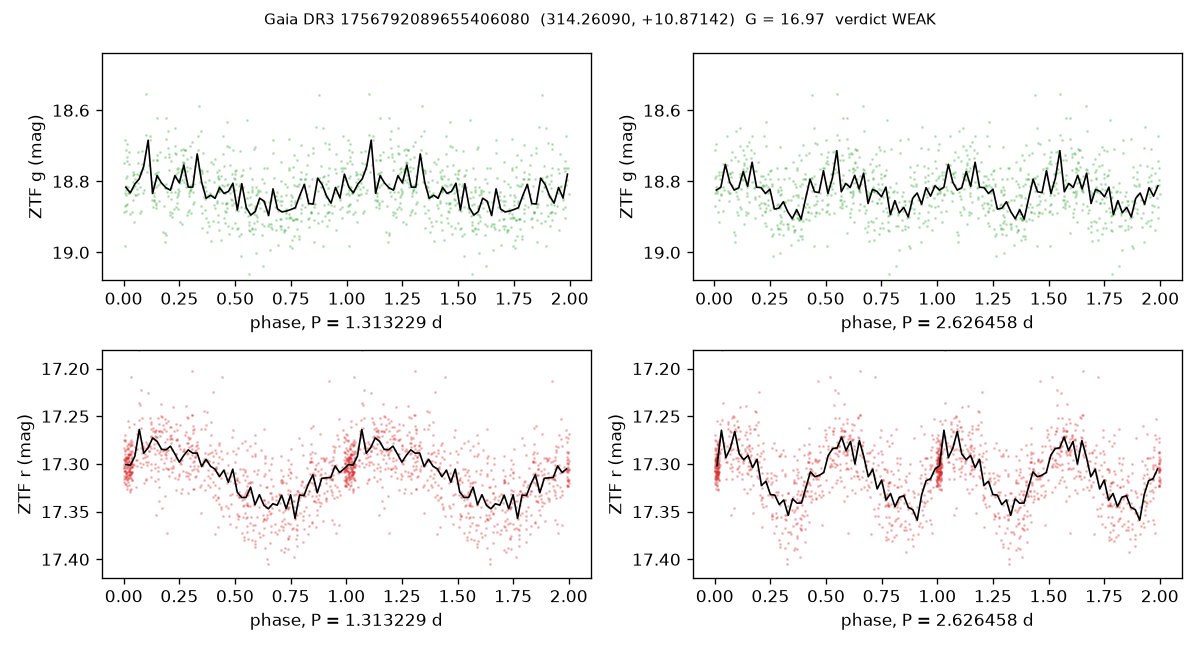 Gaia DR3 1756792089655406080 (314.26090, +10.87142) G = 16.97 verdict WEAK
ZTF g (mag)
18.6
18.8
19.0
0.00 0.25 0.50 0.75 1.00 1.25 1.50 1.75 2.00
phase, P = 1.313229 d
ZTF g (mag)
18.6
18.8
19.0
0.00 0.25 0.50 0.75 1.00 1.25 1.50 1.75 2.00
phase, P = 2.626458 d
ZTF r (mag)
17.20
17.25
17.30
17.35
17.40
0.00 0.25 0.50 0.75 1.00 1.25 1.50 1.75 2.00
phase, P = 1.313229 d
ZTF r (mag)
17.20
17.25
17.30
17.35
17.40
0.00 0.25 0.50 0.75 1.00 1.25 1.50 1.75 2.00
phase, P = 2.626458 d